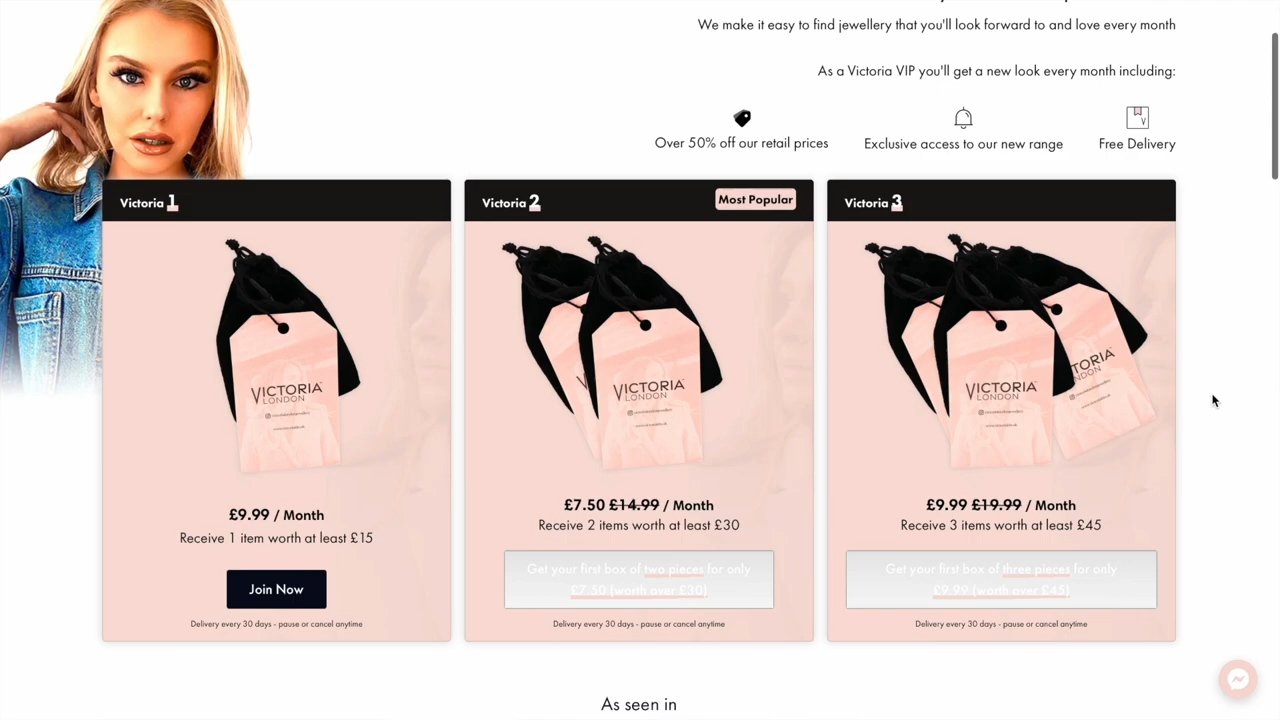 We make it easy to find jewellery that you'll look forward to and love every month
As a Victoria VIP you'll get a new look every month including:
Over 50% off our retail prices
Exclusive access to our new range
Free Delivery
Victoria 1
VICTORIA
LONDON
£9.99 / Month
Receive 1 item worth at least £15
Join Now
Delivery every 30 days - pause or cancel anytime
Victoria 2
Most Popular
VICTORIA
LONDON
£7.50 £14.99 / Month
Receive 2 items worth at least £30
Get your first box of two pieces for only
£7.50 (worth over £30)
Delivery every 30 days - pause or cancel anytime
Victoria 3
VICTORIA
LONDON
£9.99 £19.99 / Month
Receive 3 items worth at least £45
Get your first box of three pieces for only
£9.99 (worth over £45)
Delivery every 30 days - pause or cancel anytime
As seen in